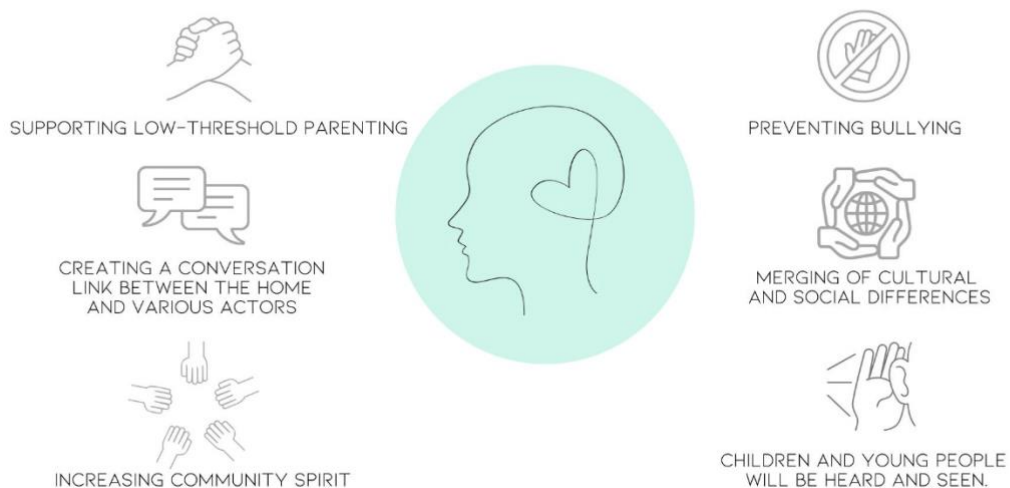 SUPPORTING LOW-THRESHOLD PARENTING
CREATING A CONVERSATION
LINK BETWEEN THE HOME
AND VARIOUS ACTORS
INCREASING COMMUNITY SPIRIT
PREVENTING BULLYING
MERGING OF CULTURAL
AND SOCIAL DIFFERENCES
CHILDREN AND YOUNG PEOPLE
WILL BE HEARD AND SEEN.